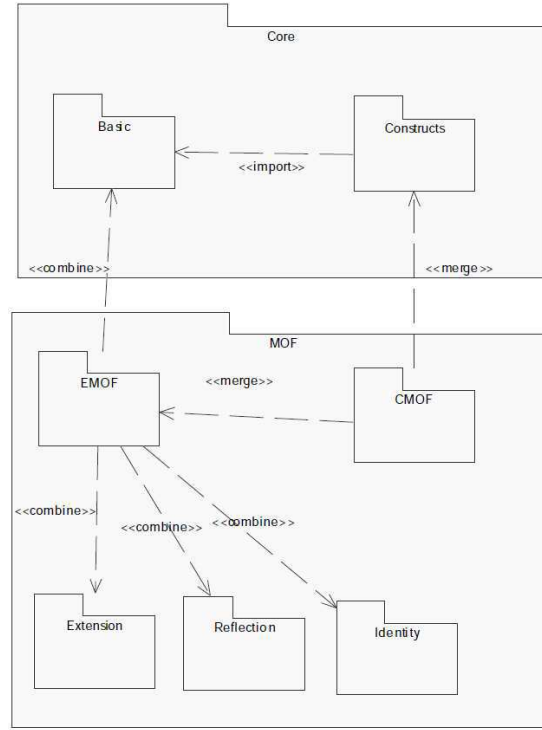 Core
Basic
Constructs
<<import>>
<<combine>>
<<merge>>
MOF
EMOF
<<merge>>
CMOF
<<combine>>
<<combine>>
<<combine>>
Extension
Reflection
Identity